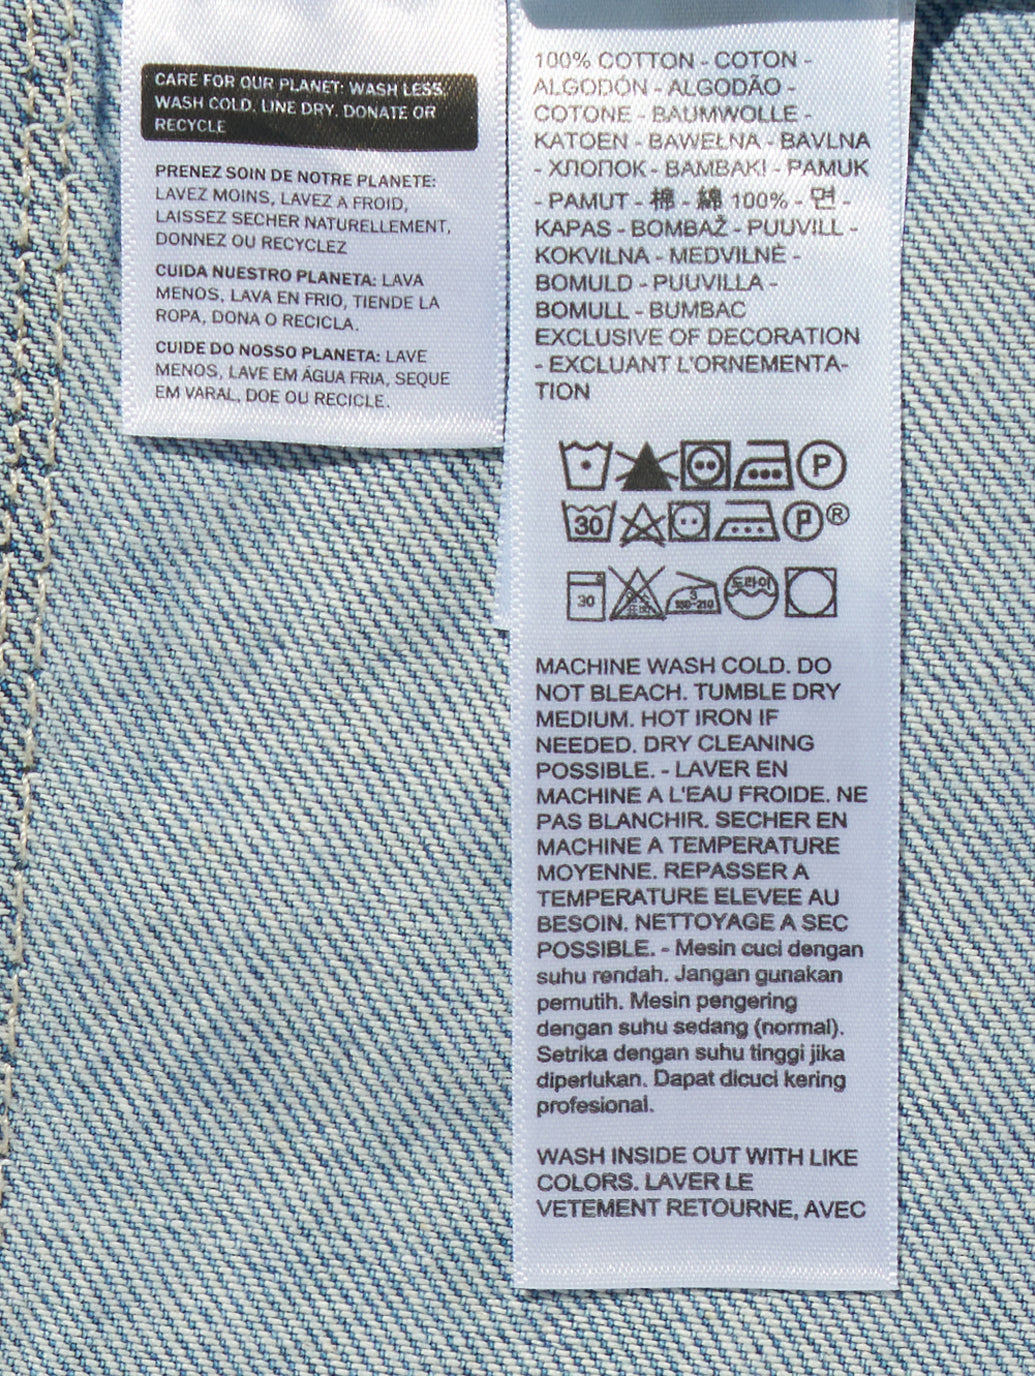 CARE FOR OUR PLANET: WASH LESS,
WASH COLD, LINE DRY, DONATE OR
RECYCLE
PRENEZ SOIN DE NOTRE PLANETE:
LAVEZ MOINS, LAVEZ A FROID,
LAISSEZ SECHER NATURELLEMENT,
DONNEZ OU RECYCLEZ
CUIDA NUESTRO PLANETA: LAVA
MENOS, LAVA EN FRIO, TIENDE LA
ROPA, DONA O RECICLA.
CUIDE DO NOSSO PLANETA: LAVE
MENOS, LAVE EM ÁGUA FRIA, SEQUE
EM VARAL, DOE OU RECICLE.
100% COTTON - COTON -
ALGODÓN - ALGODÃO -
COTONE - BAUMWOLLE -
KATOEN - BAWEŁNA - BAVLNA
- ХЛОПОК - BAMBAKI - PAMUK
- PAMUT - 棉 - 綿 100% - 면 -
KAPAS - BOMBAŽ - PUUVILL -
KOKVILNA - MEDVILNĖ -
BOMULD - PUUVILLA -
BOMULL - BUMBAC
EXCLUSIVE OF DECORATION
- EXCLUANT L'ORNEMENTA-
TION
P
30 P ®
30 3 180-210 드라이
MACHINE WASH COLD. DO
NOT BLEACH. TUMBLE DRY
MEDIUM. HOT IRON IF
NEEDED. DRY CLEANING
POSSIBLE. - LAVER EN
MACHINE A L'EAU FROIDE. NE
PAS BLANCHIR. SECHER EN
MACHINE A TEMPERATURE
MOYENNE. REPASSER A
TEMPERATURE ELEVEE AU
BESOIN. NETTOYAGE A SEC
POSSIBLE. - Mesin cuci dengan
suhu rendah. Jangan gunakan
pemutih. Mesin pengering
dengan suhu sedang (normal).
Setrika dengan suhu tinggi jika
diperlukan. Dapat dicuci kering
profesional.
WASH INSIDE OUT WITH LIKE
COLORS. LAVER LE
VETEMENT RETOURNE, AVEC